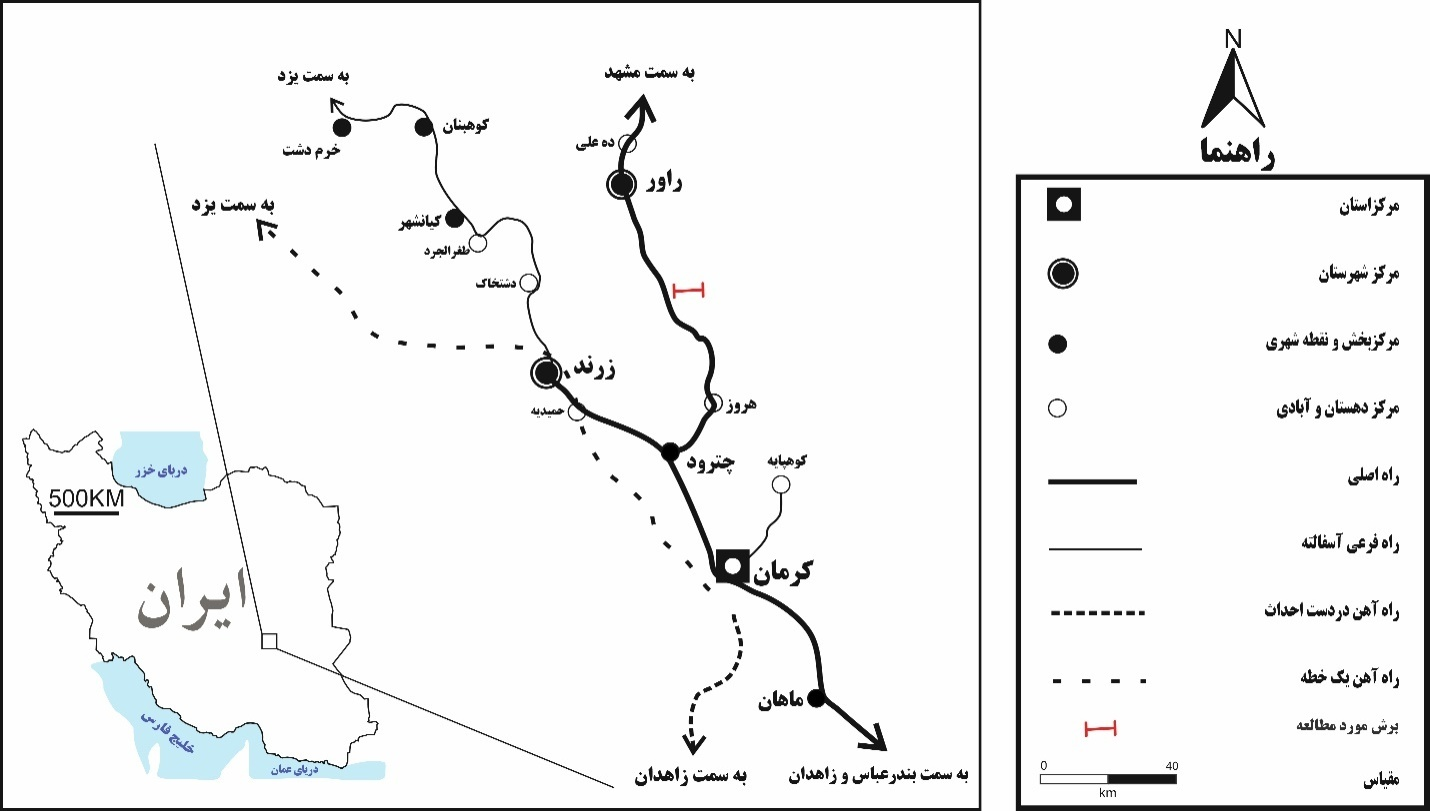 به سمت یزد
به سمت مشهد
کوهبنان
خرم دشت
ده علی
راور
به سمت یزد
کیانشهر
طغرالجرد
دشتخاک
زرند
حمیدیه
هروز
چترود
کوهپایه
کرمان
ماهان
به سمت زاهدان
به سمت بندرعباس و زاهدان
دریای خزر
500KM
ایران
خلیج فارس
دریای عمان
N
راهنما
مرکزاستان
مرکز شهرستان
مرکزبخش و نقطه شهری
مرکز دهستان و آبادی
راه اصلی
راه فرعی آسفالته
راه آهن دردست احداث
راه آهن یک خطه
برش مورد مطالعه
مقیاس
0 40
km